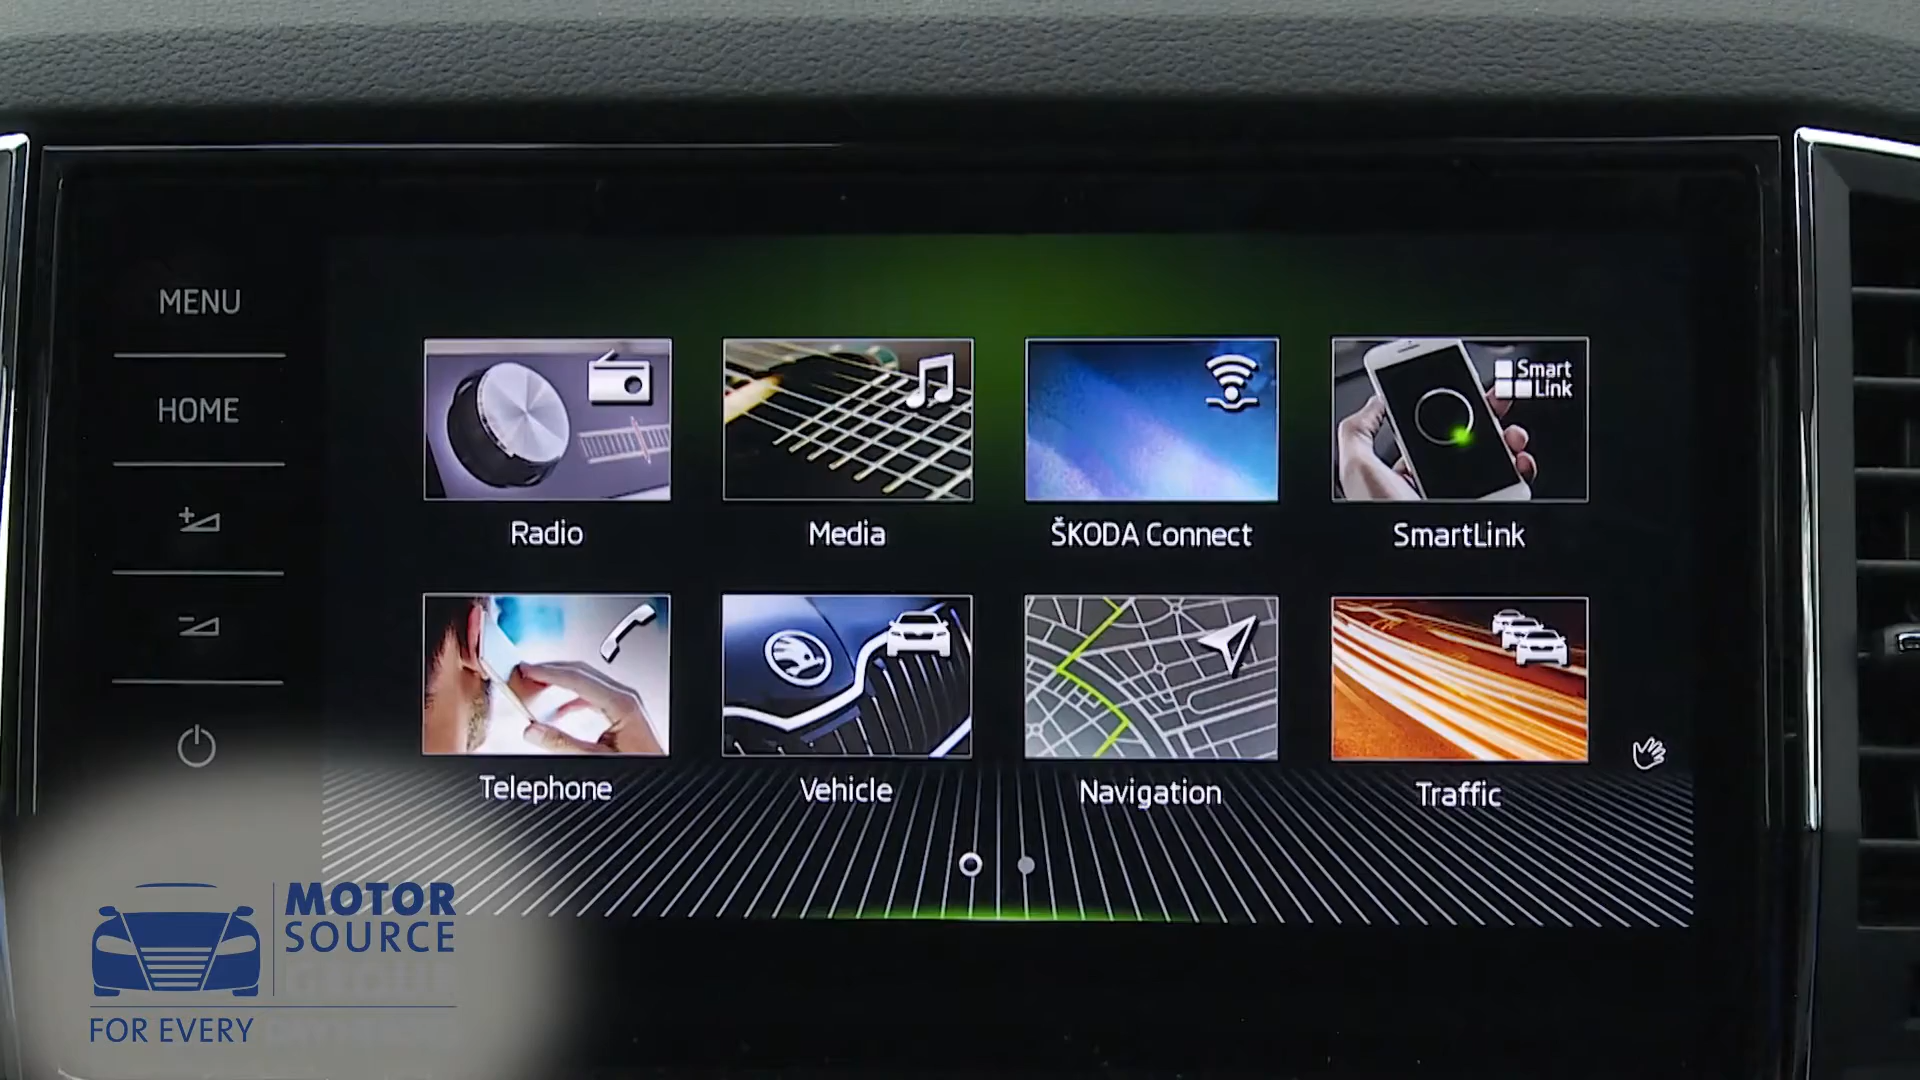 MENU
HOME
Smart
Link
Radio
Media
ŠKODA Connect
SmartLink
Telephone
Vehicle
Navigation
Traffic
MOTOR
SOURCE
FOR EVERY